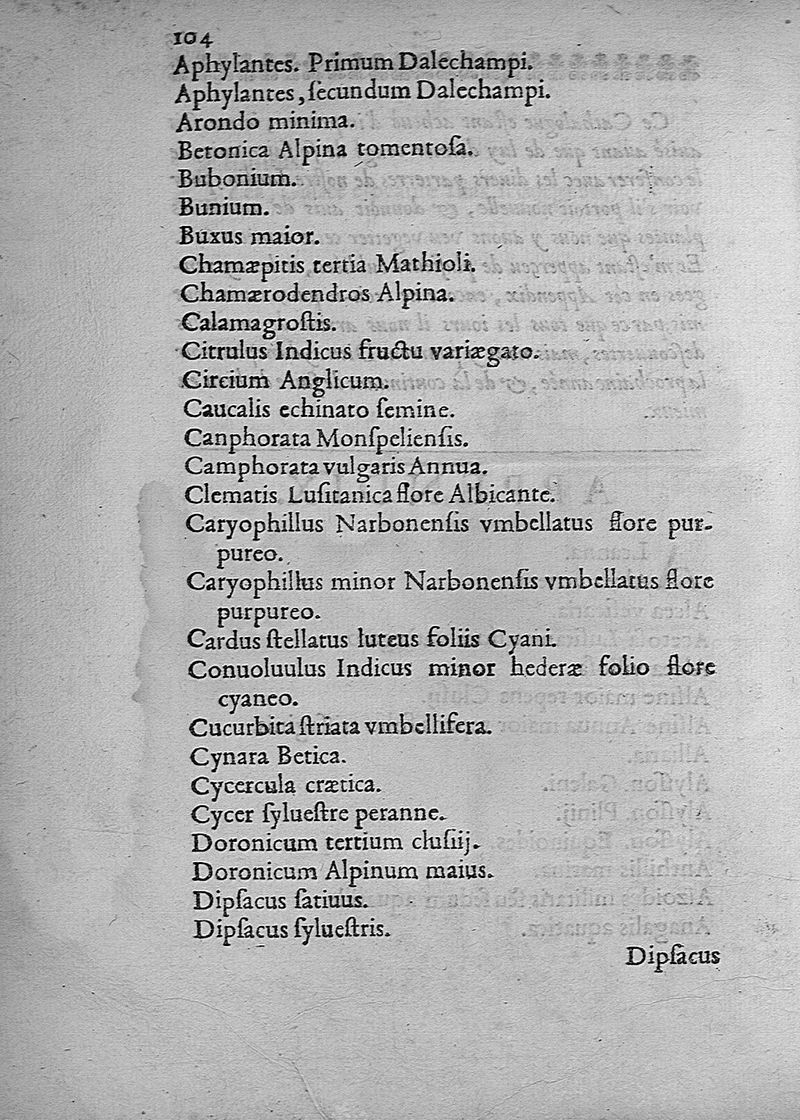 104
Aphylantes. Primum Dalechampi.
Aphylantes, ſecundum Dalechampi.
Arondo minima.
Betonica Alpina tomentoſa.
Bubonium.
Bunium.
Buxus maior.
Chamæpitis tertia Mathioli.
Chamærodendros Alpina.
Calamagroſtis.
Citrulus Indicus fructu variægato.
Circium Anglicum.
Caucalis echinato ſemine.
Canphorata Monſpelienſis.
Camphorata vulgaris Annua.
Clematis Luſitanica flore Albicante.
Caryophillus Narbonenſis vmbellatus flore pur-
pureo.
Caryophillus minor Narbonenſis vmbellatus flore
purpureo.
Cardus ſtellatus luteus foliis Cyani.
Conuoluulus Indicus minor hederæ folio flore
cyaneo.
Cucurbita ſtriata vmbellifera.
Cynara Betica.
Cycercula crætica.
Cycer ſylueſtre peranne.
Doronicum tertium cluſiij.
Doronicum Alpinum maius.
Dipſacus ſatiuus.
Dipſacus ſylueſtris.
Dipſacus